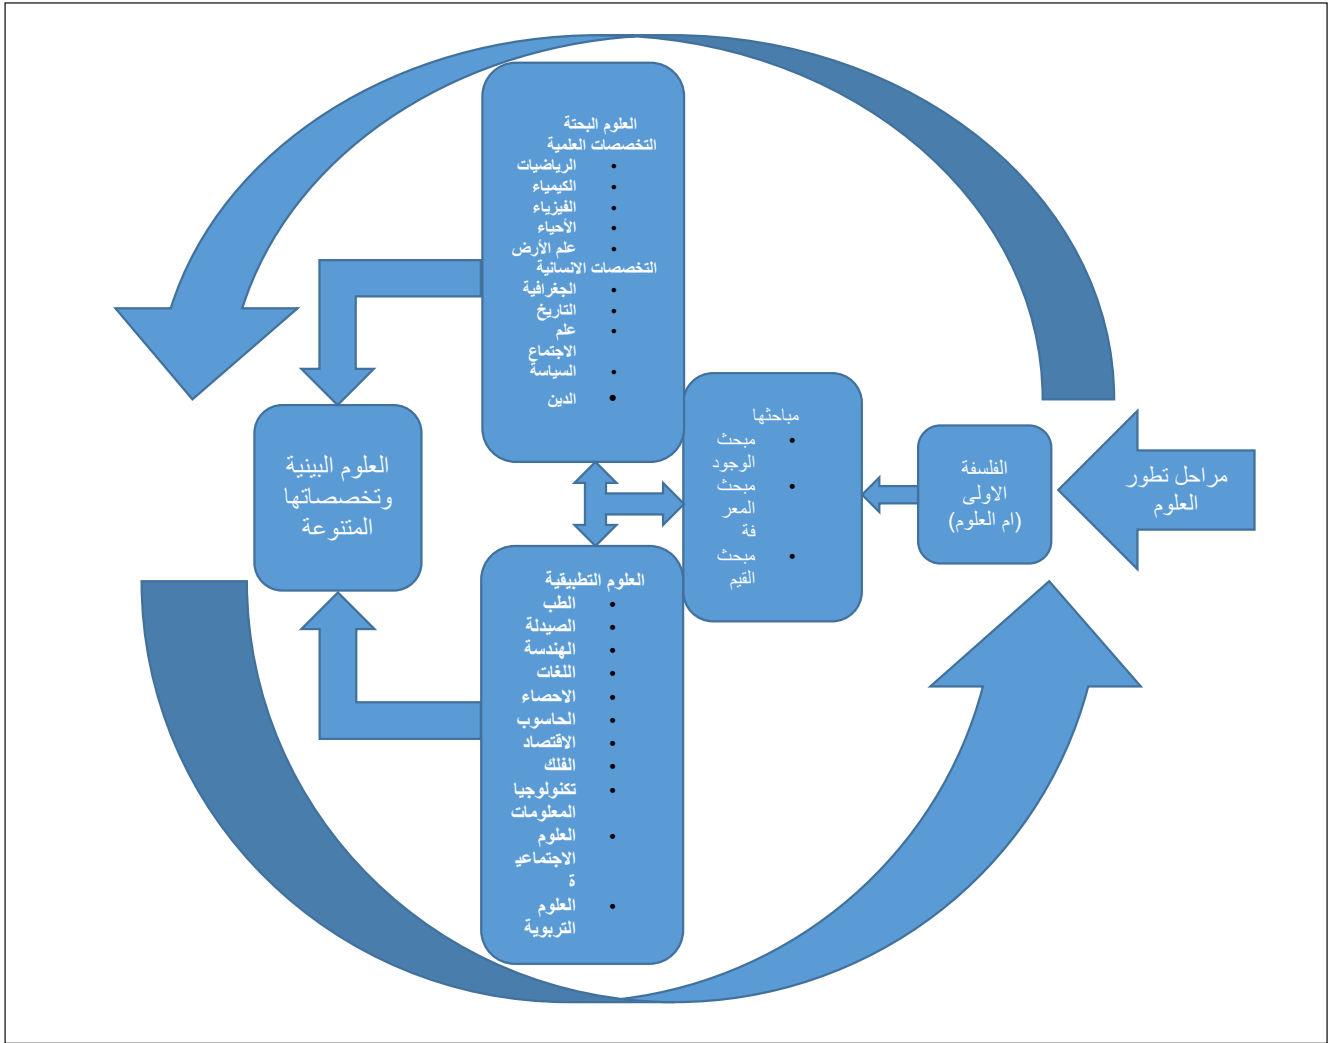 مراحل تطور
العلوم
الفلسفة
الاولى
(ام العلوم)
مباحثها
• مبحث
الوجود
• مبحث
المعر
فة
• مبحث
القيم
العلوم البحتة
التخصصات العلمية
• الرياضيات
• الكيمياء
• الفيزياء
• الأحياء
• علم الأرض
التخصصات الانسانية
• الجغرافية
• التاريخ
• علم
الاجتماع
• السياسة
• الدين
العلوم التطبيقية
• الطب
• الصيدلة
• الهندسة
• اللغات
• الاحصاء
• الحاسوب
• الاقتصاد
• الفلك
• تكنولوجيا
المعلومات
• العلوم
الاجتماعي
ة
• العلوم
التربوية
العلوم البينية
وتخصصاتها
المتنوعة